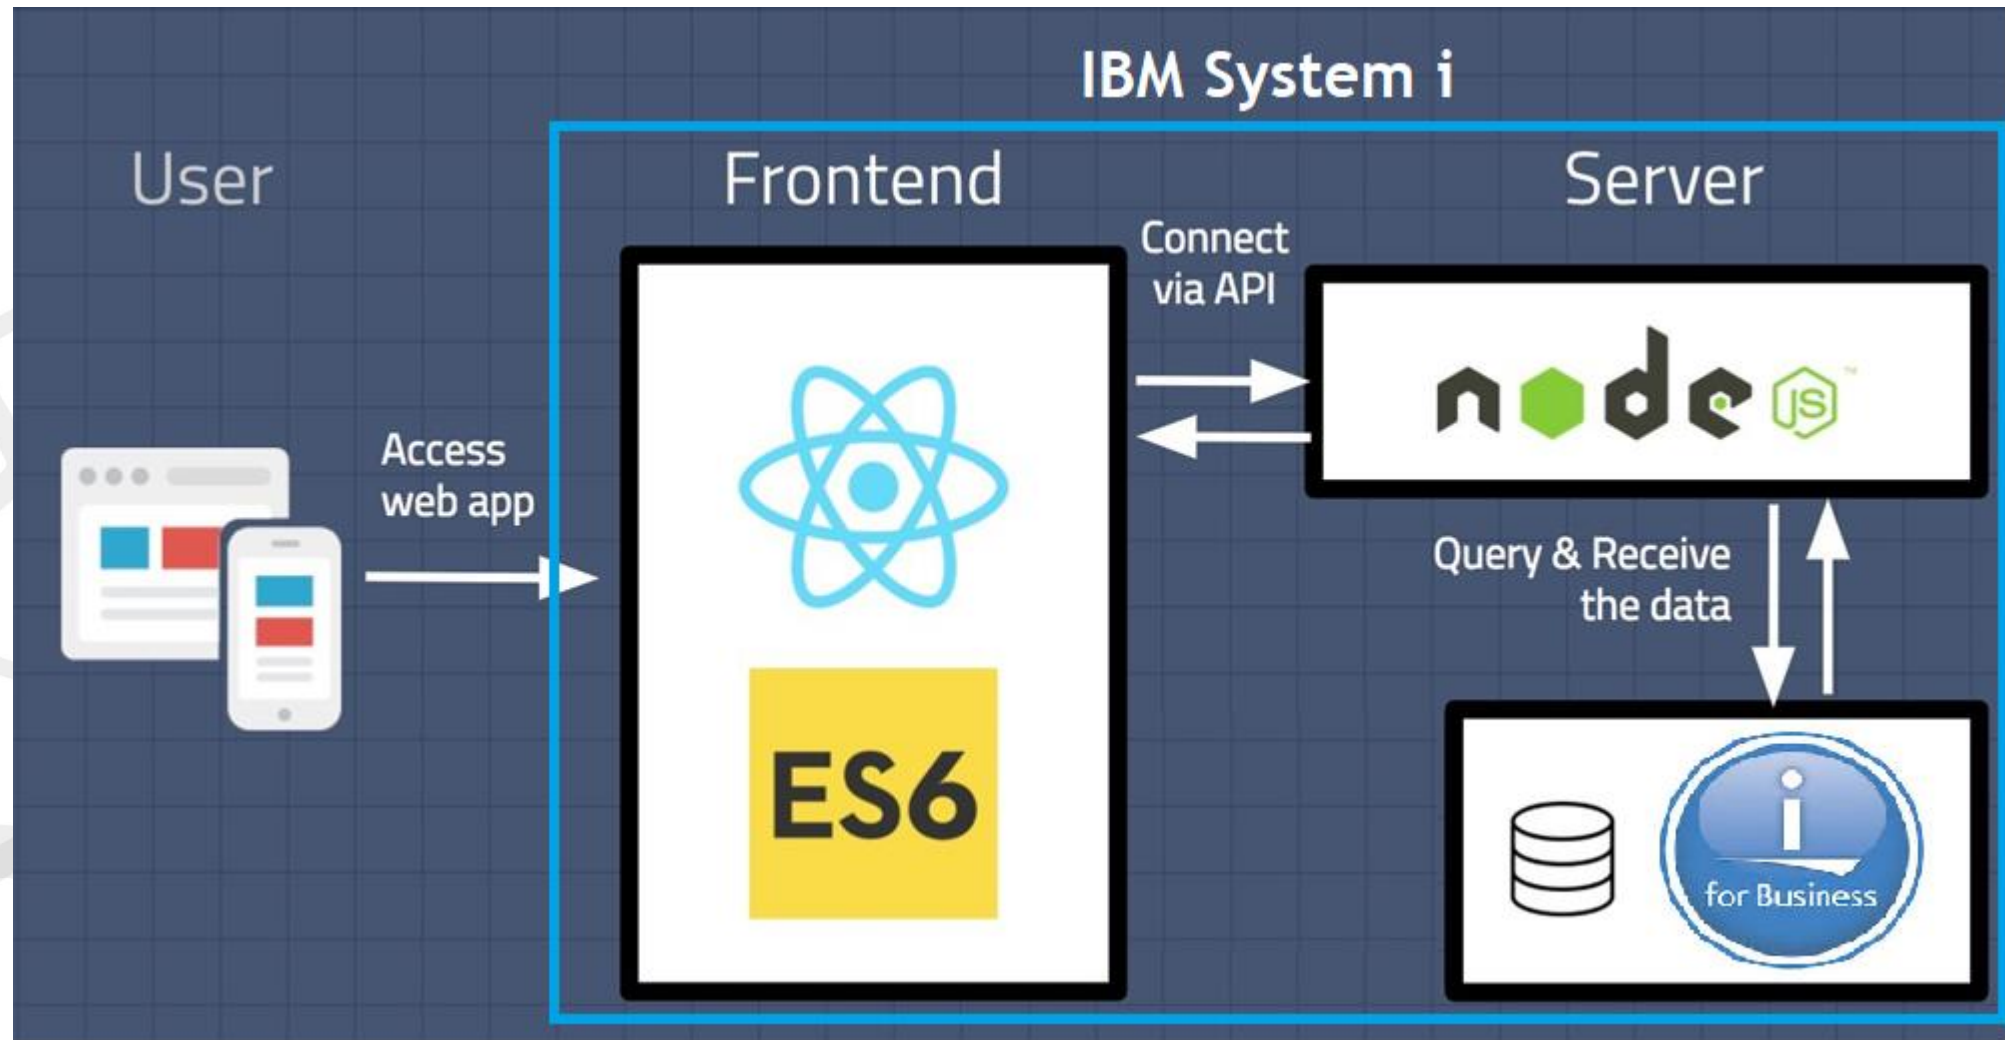 IBM System i
User
Frontend
Server
Connect
via API
Access
web app
node
JS
TM
Query & Receive
the data
ES6
i
for Business